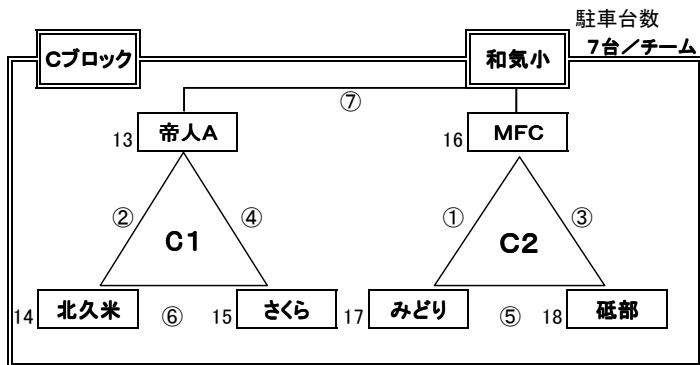 駐車台数
Cブロック
和気小
7台／チーム
⑦
13
帝人A
16
MFC
②
④
①
③
C1
C2
14
北久米
⑥
15
さくら
17
みどり
⑤
18
砥部